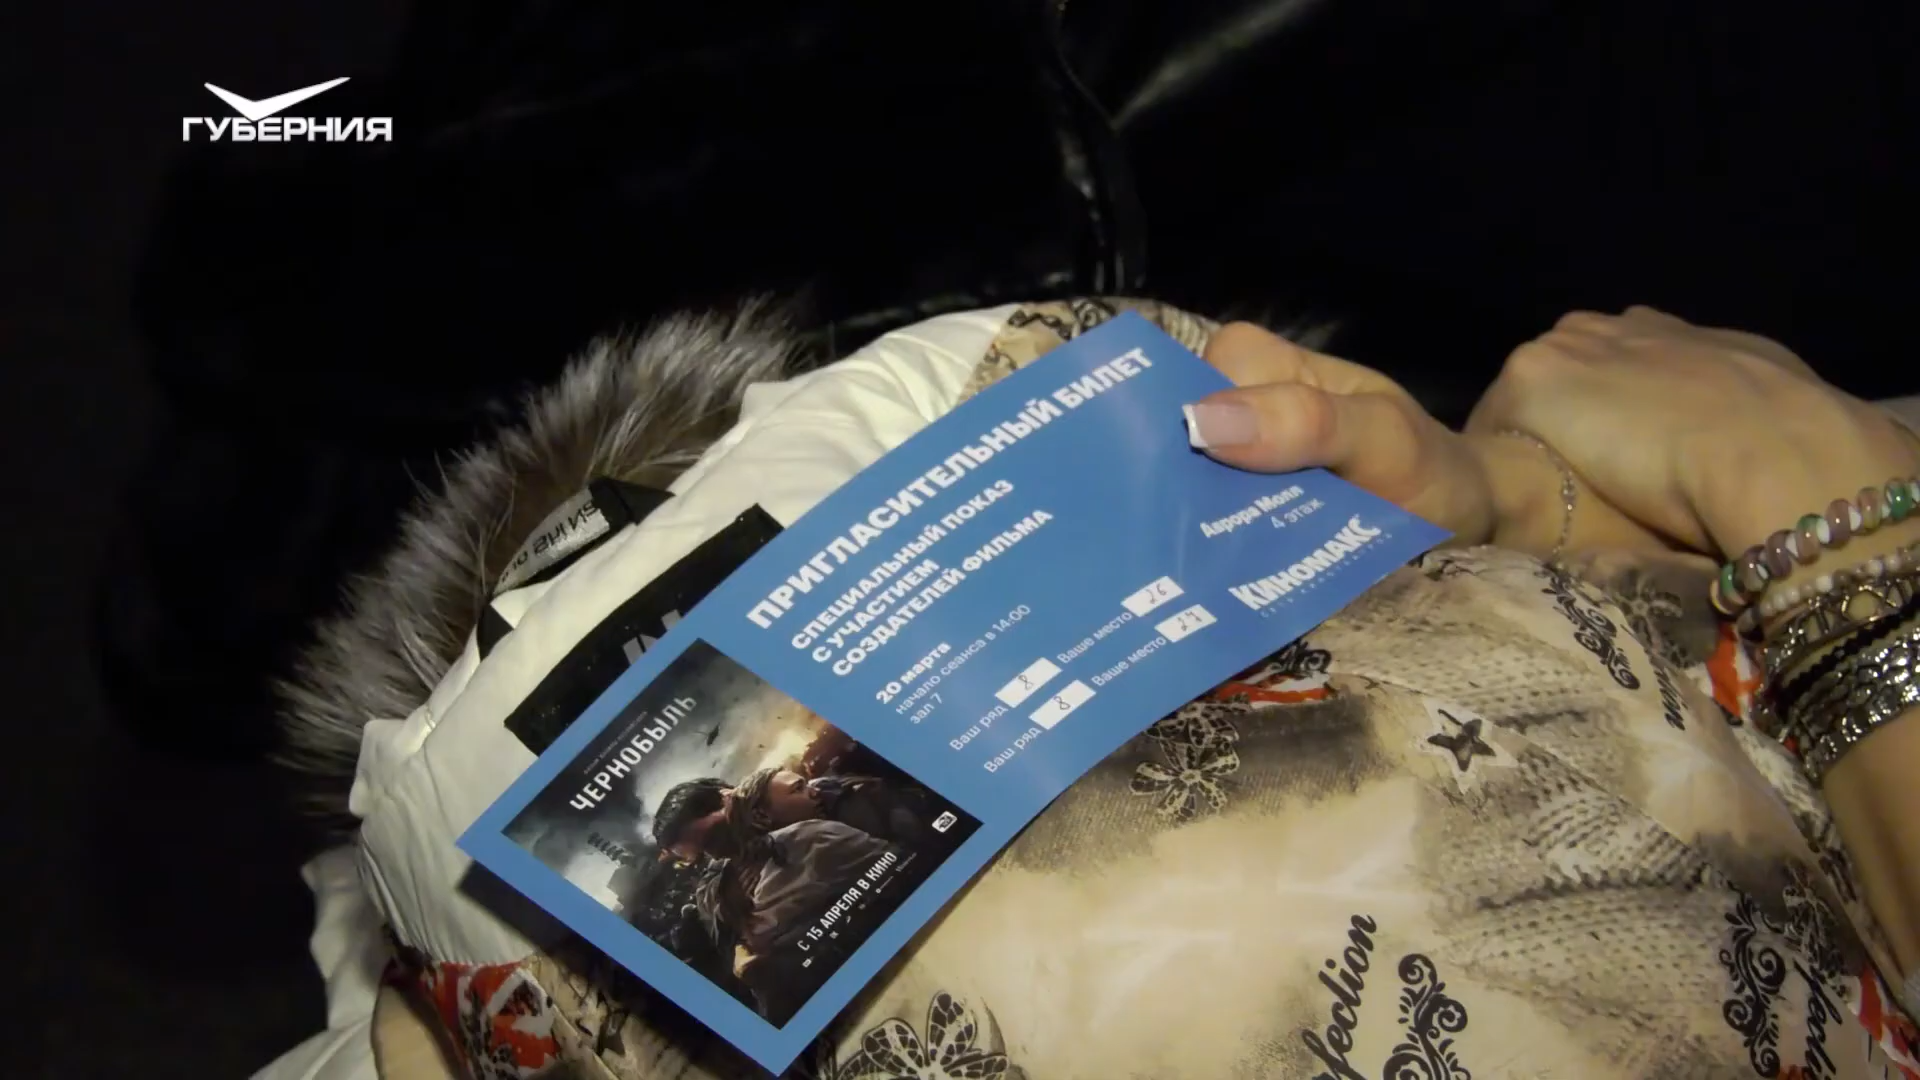 ГУБЕРНИЯ
ПРИГЛАСИТЕЛЬНЫЙ БИЛЕТ
СПЕЦИАЛЬНЫЙ ПОКАЗ
С УЧАСТИЕМ
СОЗДАТЕЛЕЙ ФИЛЬМА
20 марта
начало сеанса в 14:00
зал 7
Ваш ряд 8 Ваше место 26
Ваш ряд 8 Ваше место 27
Аврора Молл
4 этаж
КИНОМАКС
ЧЕРНОБЫЛЬ
С 15 АПРЕЛЯ В КИНО